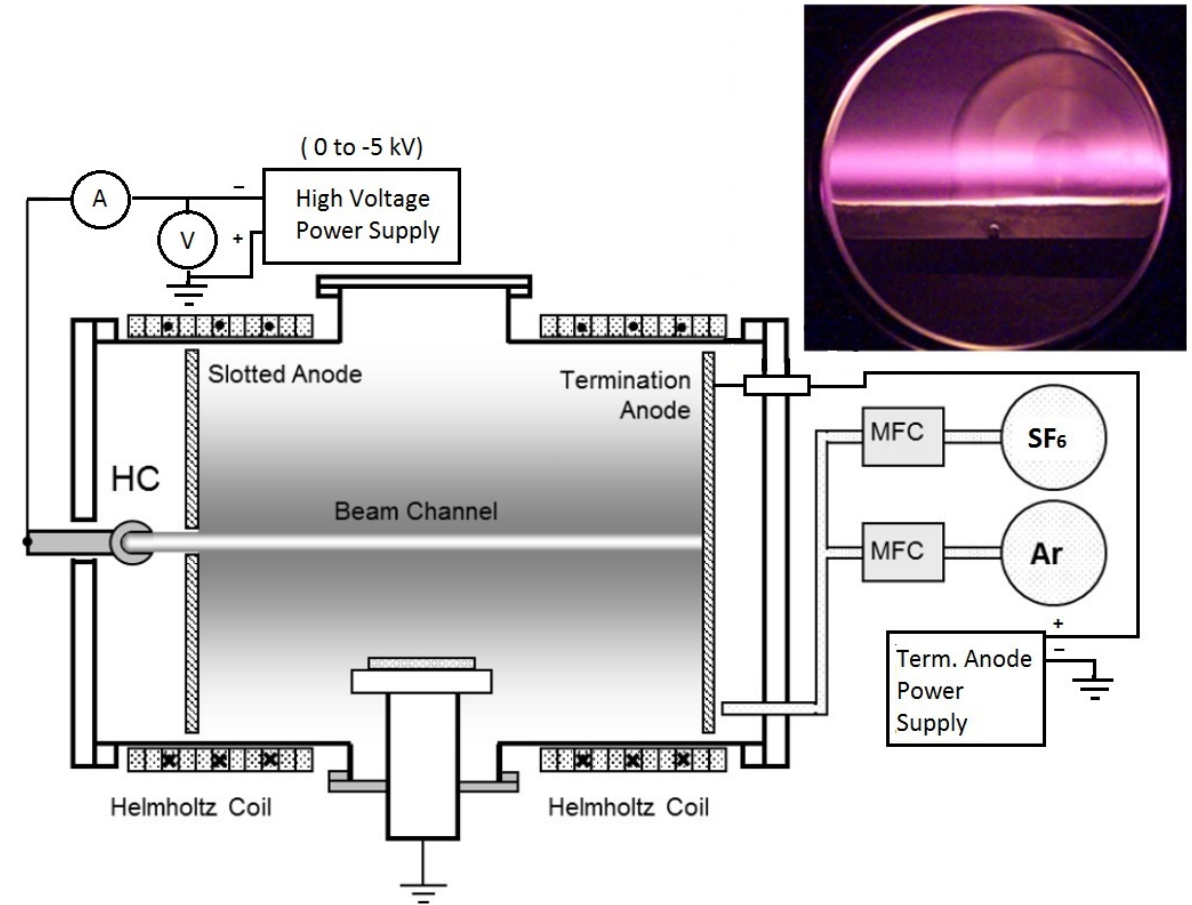 ( 0 to -5 kV)
A
−
High Voltage
Power Supply
V
+
Slotted Anode
Termination
Anode
HC
Beam Channel
MFC
SF₆
MFC
Ar
+
−
Term. Anode
Power
Supply
Helmholtz Coil
Helmholtz Coil